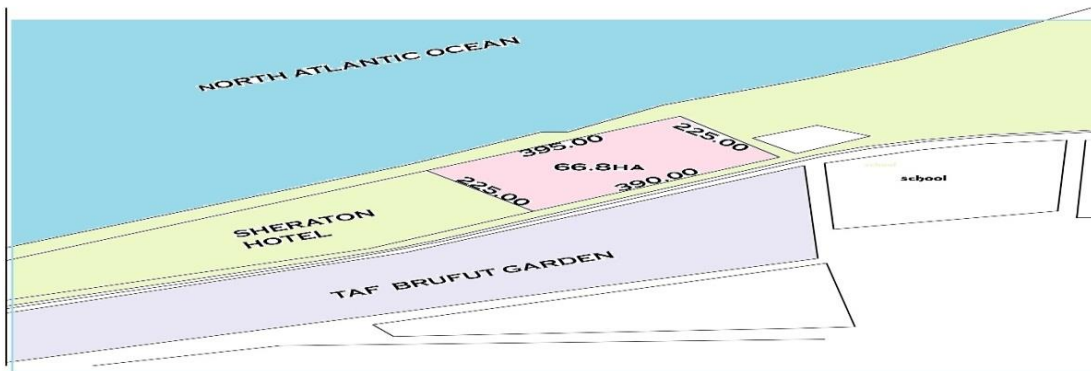 NORTH ATLANTIC OCEAN
395.00
225.00
66.8HA
225.00
390.00
school
SHERATON
HOTEL
TAF BRUFUT GARDEN